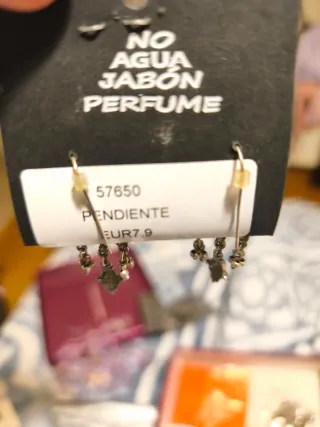 NO
AGUA
JABÓN
PERFUME
57650
PENDIENTE
EUR7.9